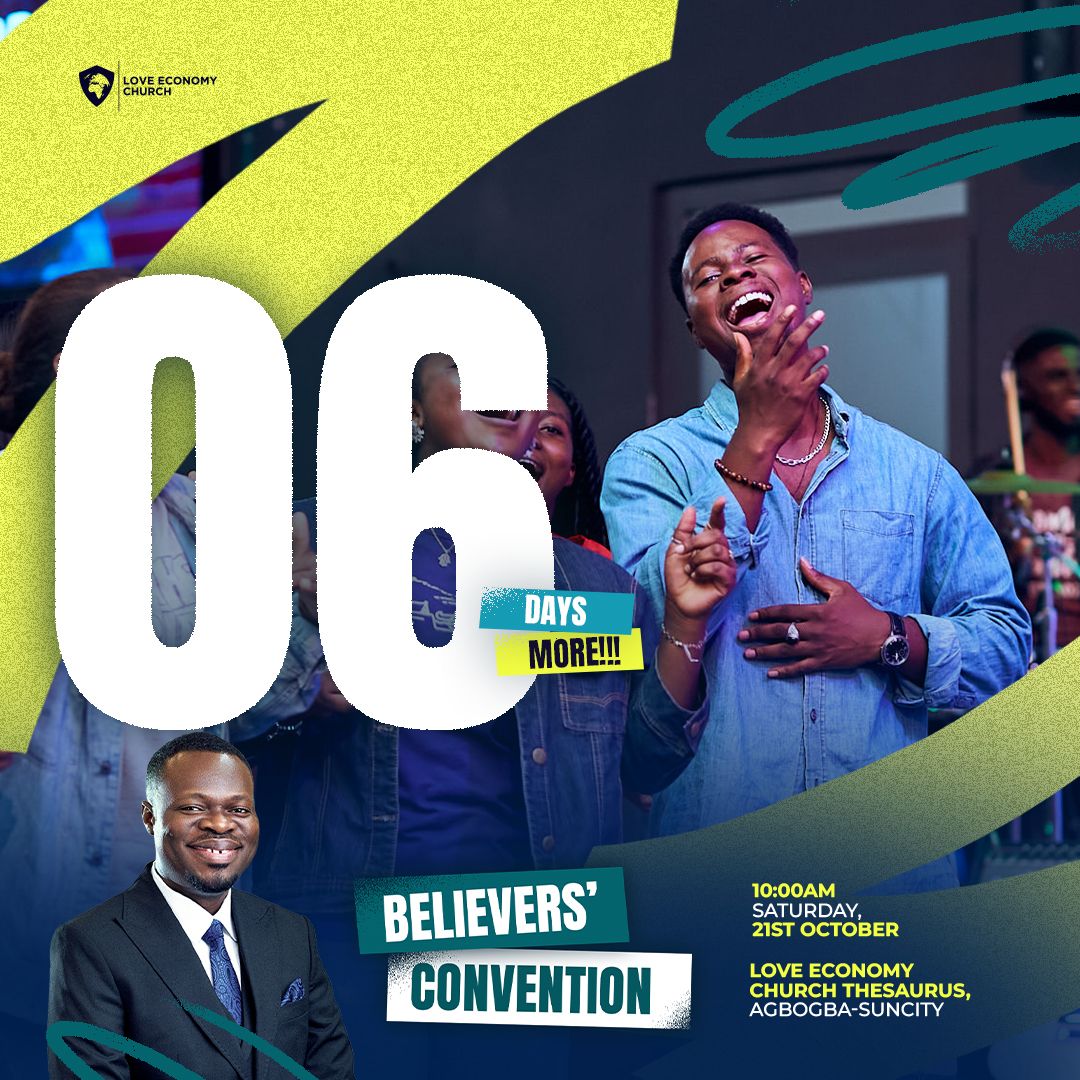 LOVE ECONOMY
CHURCH
06
DAYS
MORE!!!
BELIEVERS’
CONVENTION
10:00AM
SATURDAY,
21ST OCTOBER
LOVE ECONOMY
CHURCH THESAURUS,
AGBOGBA-SUNCITY